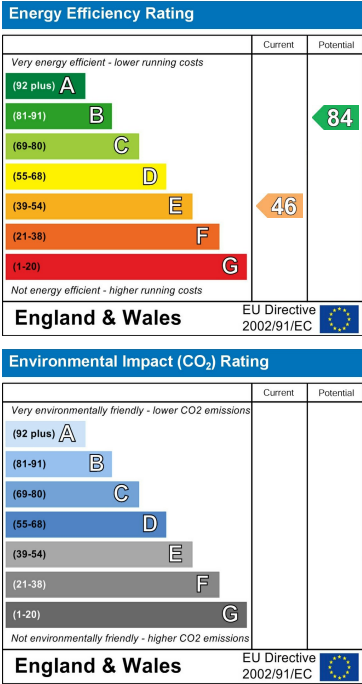 Energy Efficiency Rating
Current Potential
Very energy efficient - lower running costs
(92 plus) A
(81-91) B
84
(69-80) C
(55-68) D
(39-54) E
46
(21-38) F
(1-20) G
Not energy efficient - higher running costs
England & Wales
EU Directive
2002/91/EC
Environmental Impact (CO₂) Rating
Current Potential
Very environmentally friendly - lower CO2 emissions
(92 plus) A
(81-91) B
(69-80) C
(55-68) D
(39-54) E
(21-38) F
(1-20) G
Not environmentally friendly - higher CO2 emissions
England & Wales
EU Directive
2002/91/EC